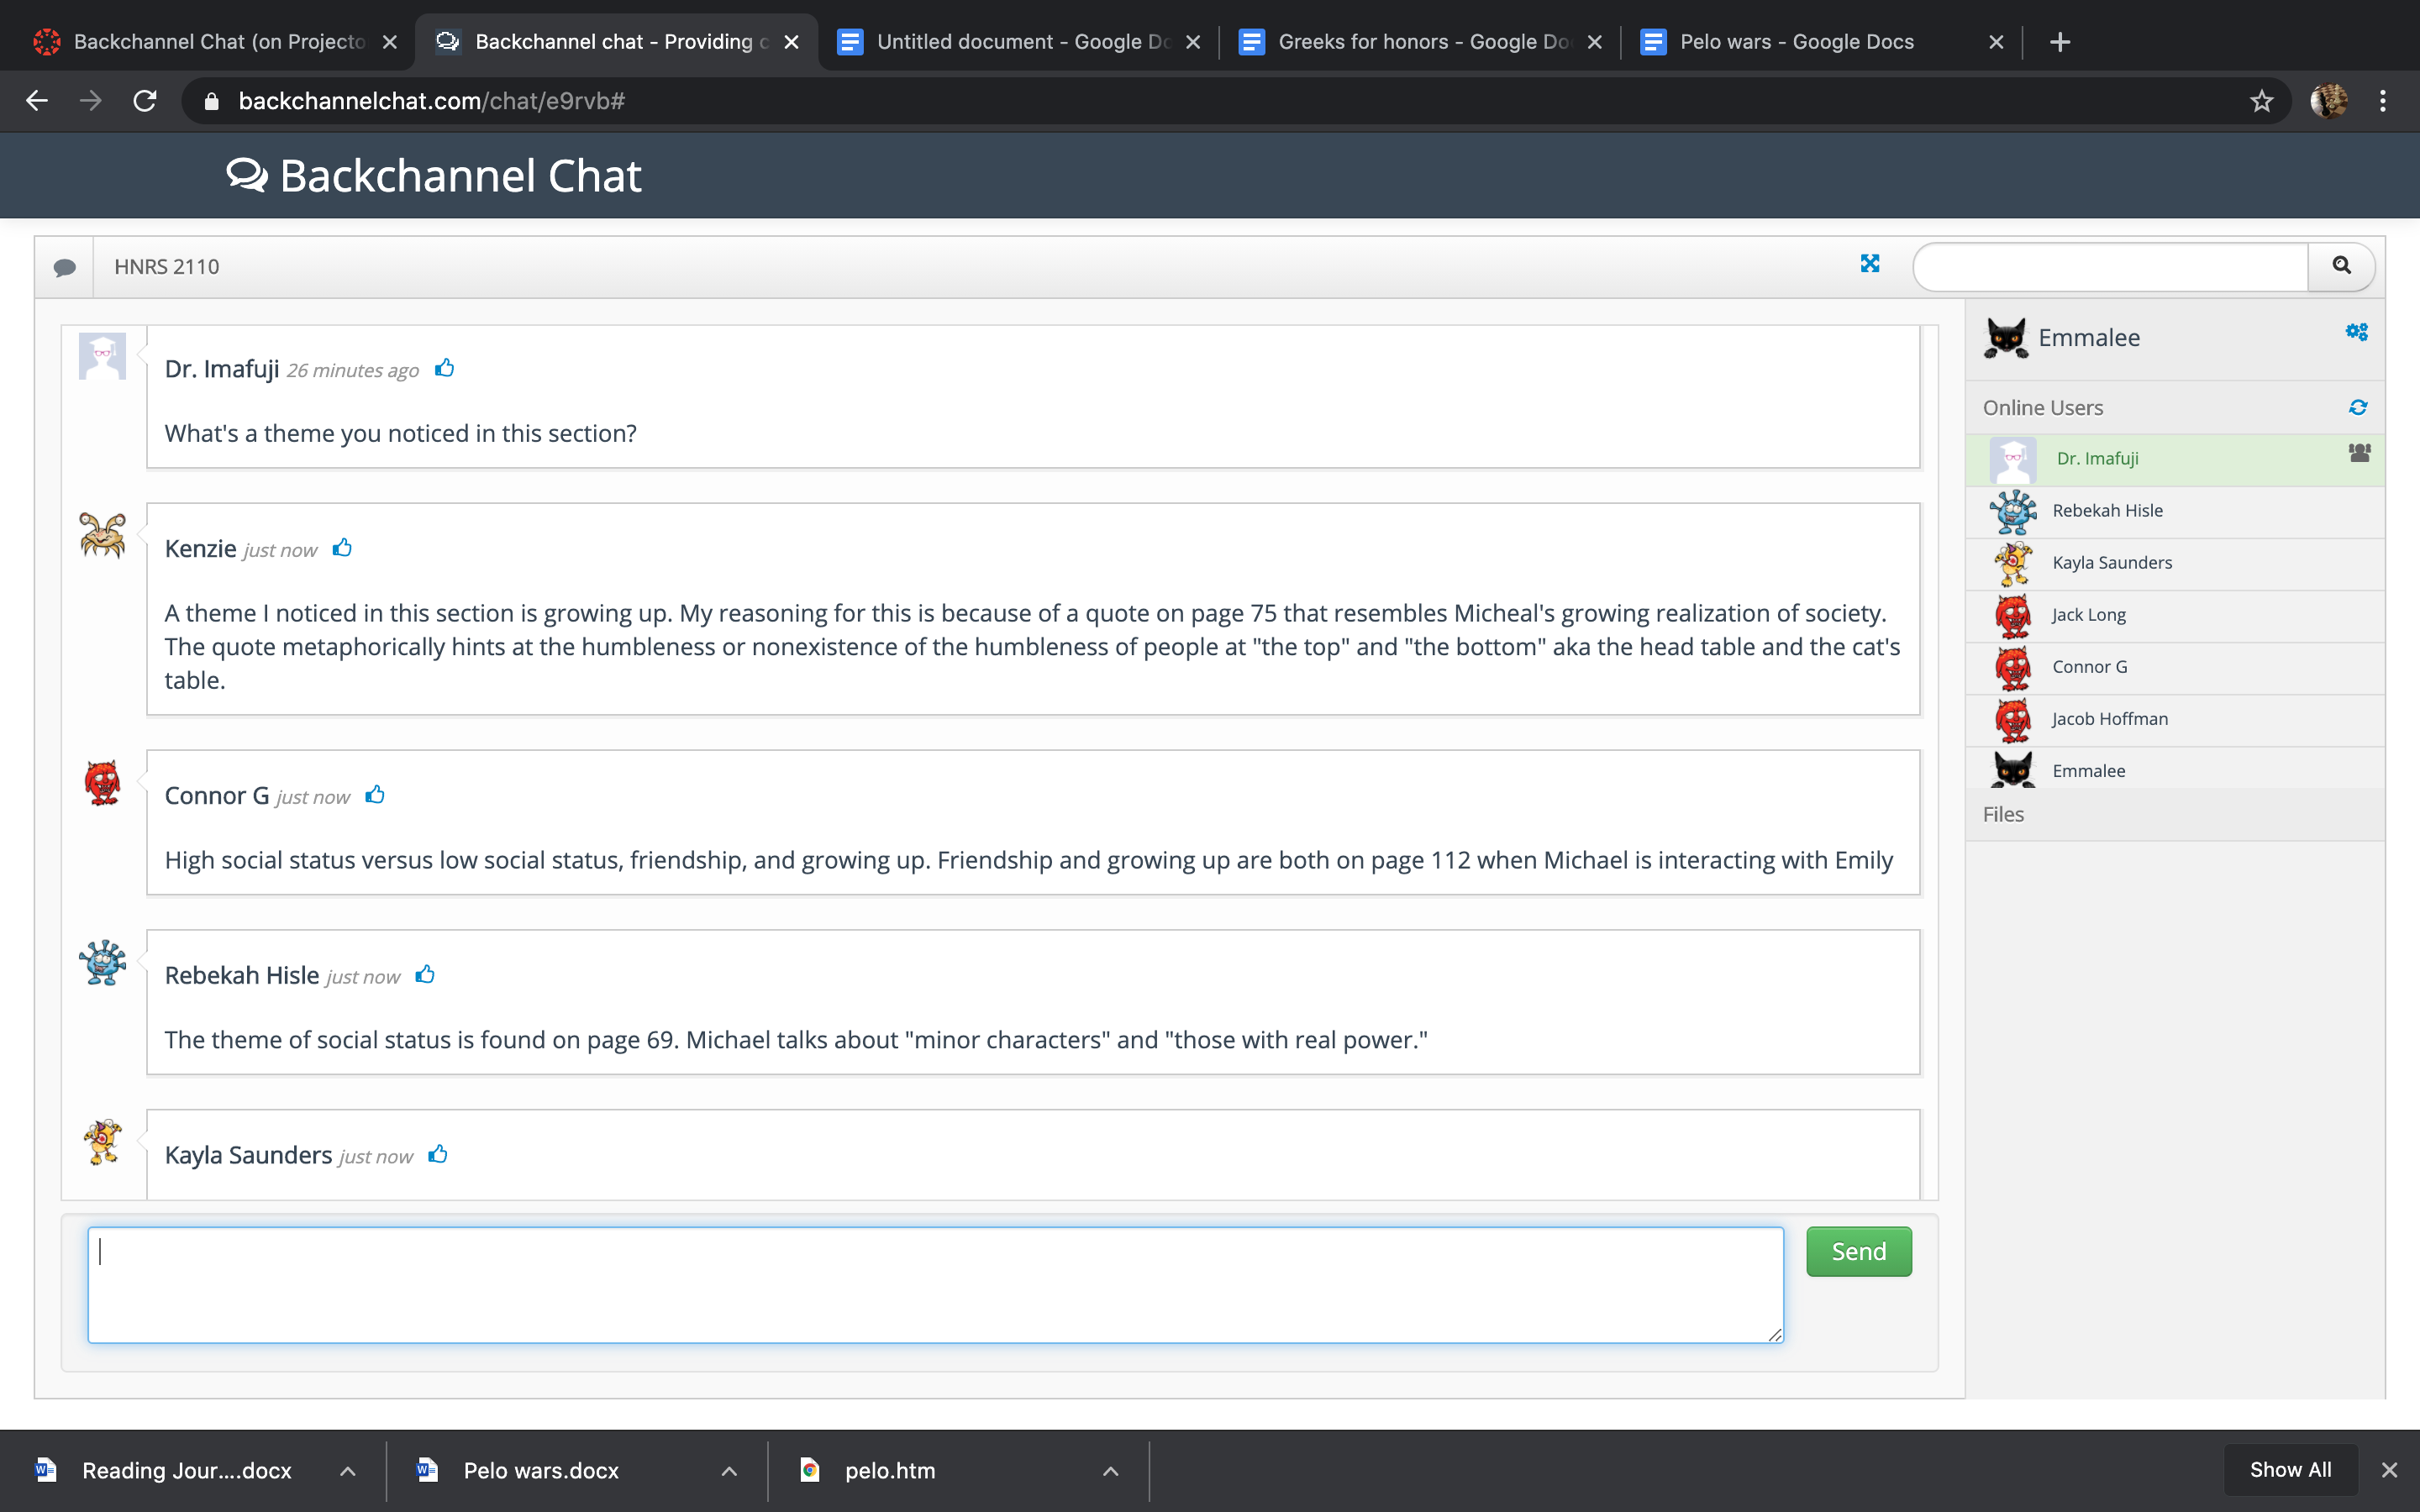 Backchannel Chat (on Projecto
Backchannel chat - Providing c
Untitled document - Google Do
Greeks for honors - Google Do
Pelo wars - Google Docs
backchannelchat.com/chat/e9rvb#
Backchannel Chat
HNRS 2110
Dr. Imafuji 26 minutes ago
What's a theme you noticed in this section?
Kenzie just now
A theme I noticed in this section is growing up. My reasoning for this is because of a quote on page 75 that resembles Micheal's growing realization of society.
The quote metaphorically hints at the humbleness or nonexistence of the humbleness of people at "the top" and "the bottom" aka the head table and the cat's
table.
Connor G just now
High social status versus low social status, friendship, and growing up. Friendship and growing up are both on page 112 when Michael is interacting with Emily
Rebekah Hisle just now
The theme of social status is found on page 69. Michael talks about "minor characters" and "those with real power."
Kayla Saunders just now
Send
Emmalee
Online Users
Dr. Imafuji
Rebekah Hisle
Kayla Saunders
Jack Long
Connor G
Jacob Hoffman
Emmalee
Files
Reading Jour....docx
Pelo wars.docx
pelo.htm
Show All